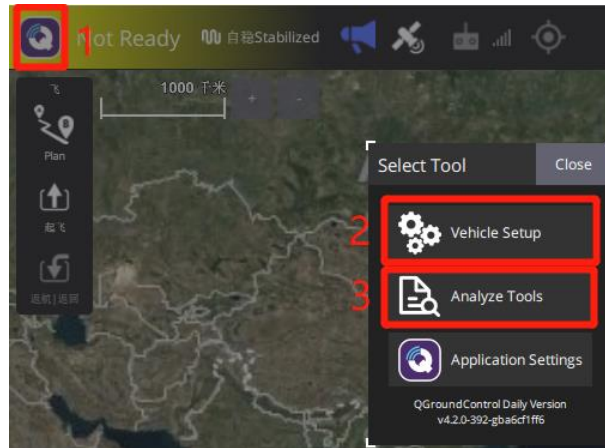 1
Not Ready
自稳Stabilized
飞
1000 千米
+
-
Plan
起飞
返航|返回
Select Tool
Close
2
Vehicle Setup
3
Analyze Tools
Application Settings
QGroundControl Daily Version
v4.2.0-392-gba6cf1ff6